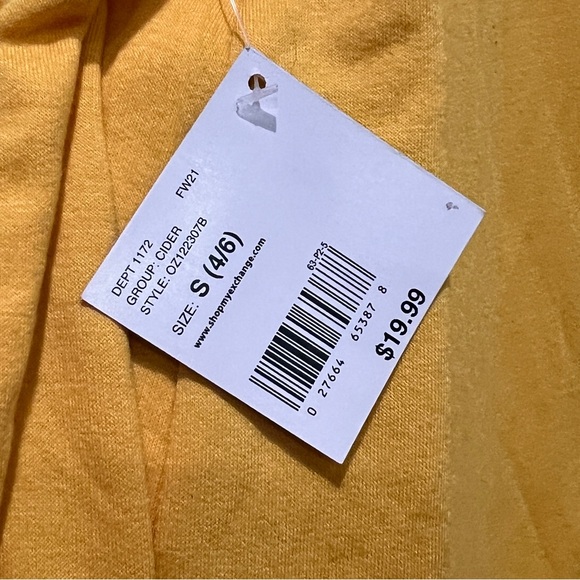 FW21
DEPT 1172
GROUP: CIDER
STYLE: OZ122307B
SIZE: S (4/6)
www.shopmyexchange.com
63-P2-5
0 27664 65387 8
$19.99